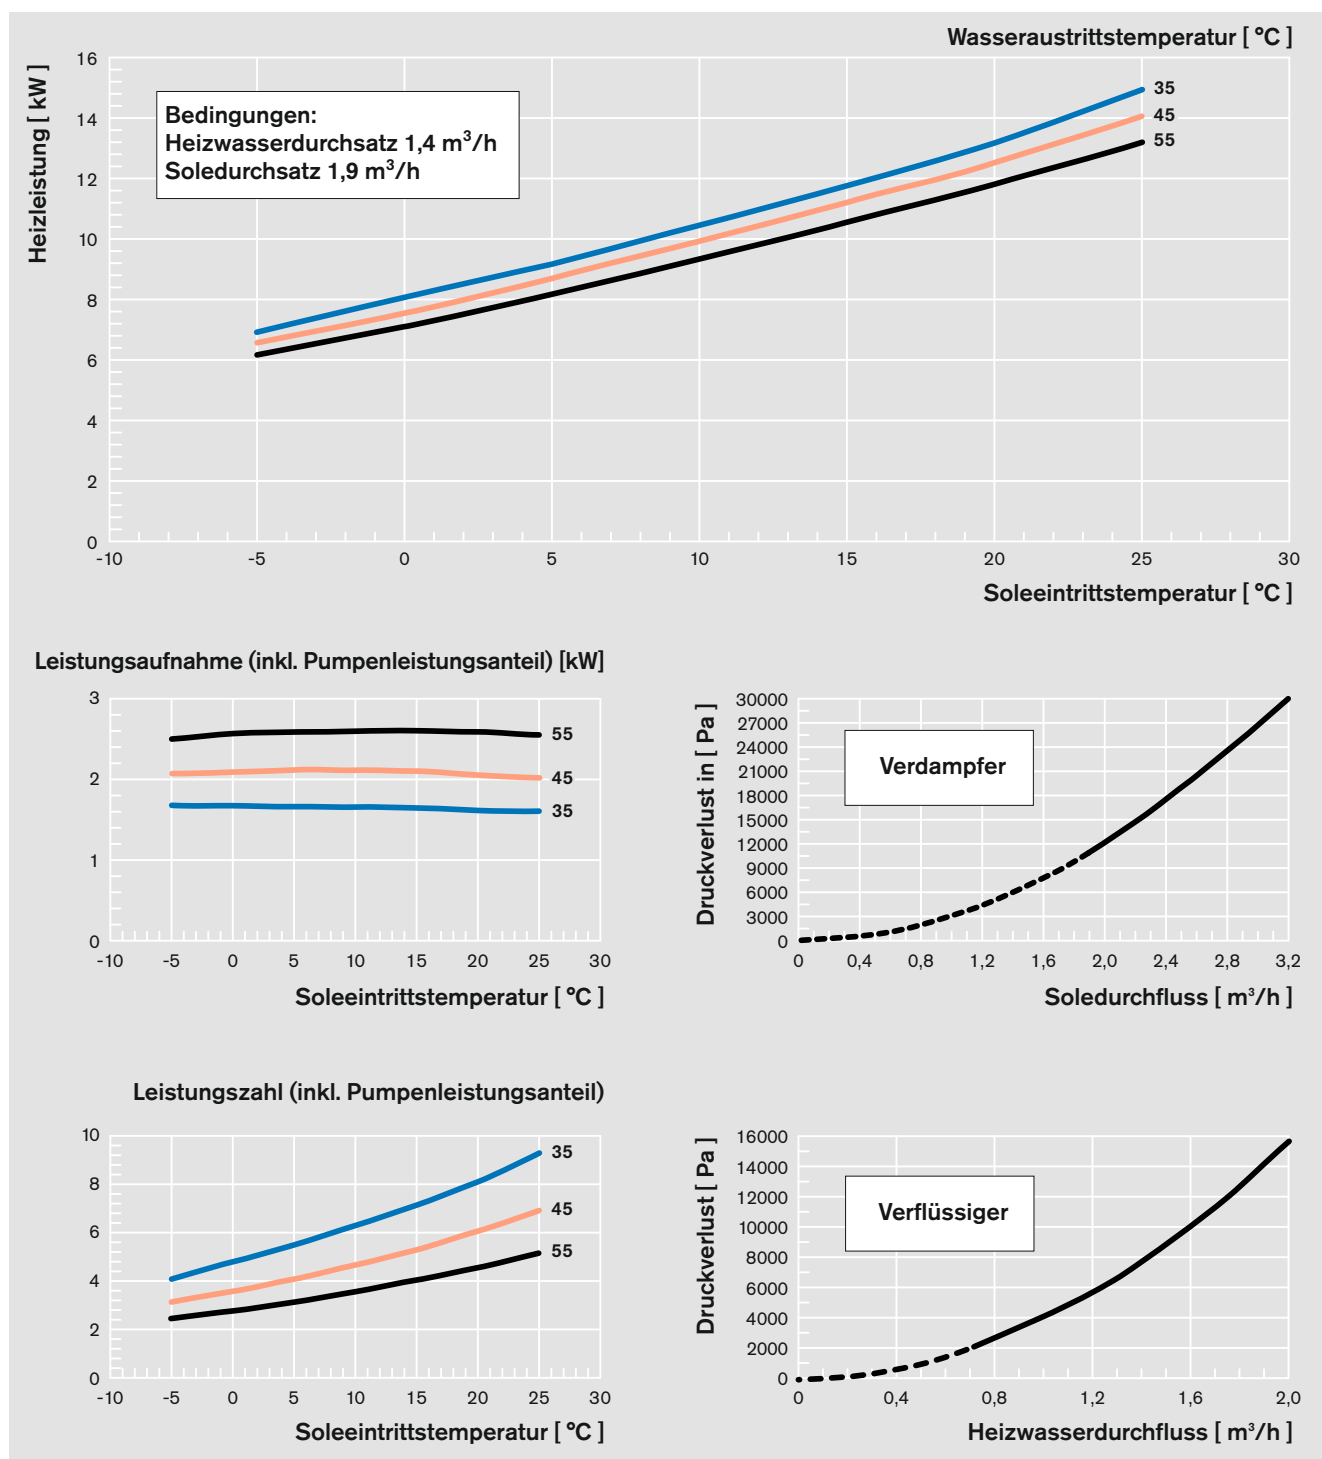 Wasseraustrittstemperatur [ °C ]
Heizleistung [ kW ]
16
14
12
10
8
6
4
2
0
Bedingungen:
Heizwasserdurchsatz 1,4 m³/h
Soledurchsatz 1,9 m³/h
35
45
55
-10 -5 0 5 10 15 20 25 30
Soleeintrittstemperatur [ °C ]
Leistungsaufnahme (inkl. Pumpenleistungsanteil) [kW]
3
2
1
0
55
45
35
-10 -5 0 5 10 15 20 25 30
Soleeintrittstemperatur [ °C ]
Druckverlust in [ Pa ]
30000
27000
24000
21000
18000
15000
12000
9000
6000
3000
0
Verdampfer
0 0,4 0,8 1,2 1,6 2,0 2,4 2,8 3,2
Soledurchfluss [ m³/h ]
Leistungszahl (inkl. Pumpenleistungsanteil)
10
8
6
4
2
0
35
45
55
-10 -5 0 5 10 15 20 25 30
Soleeintrittstemperatur [ °C ]
Druckverlust [ Pa ]
16000
14000
12000
10000
8000
6000
4000
2000
0
Verflüssiger
0 0,4 0,8 1,2 1,6 2,0
Heizwasserdurchfluss [ m³/h ]